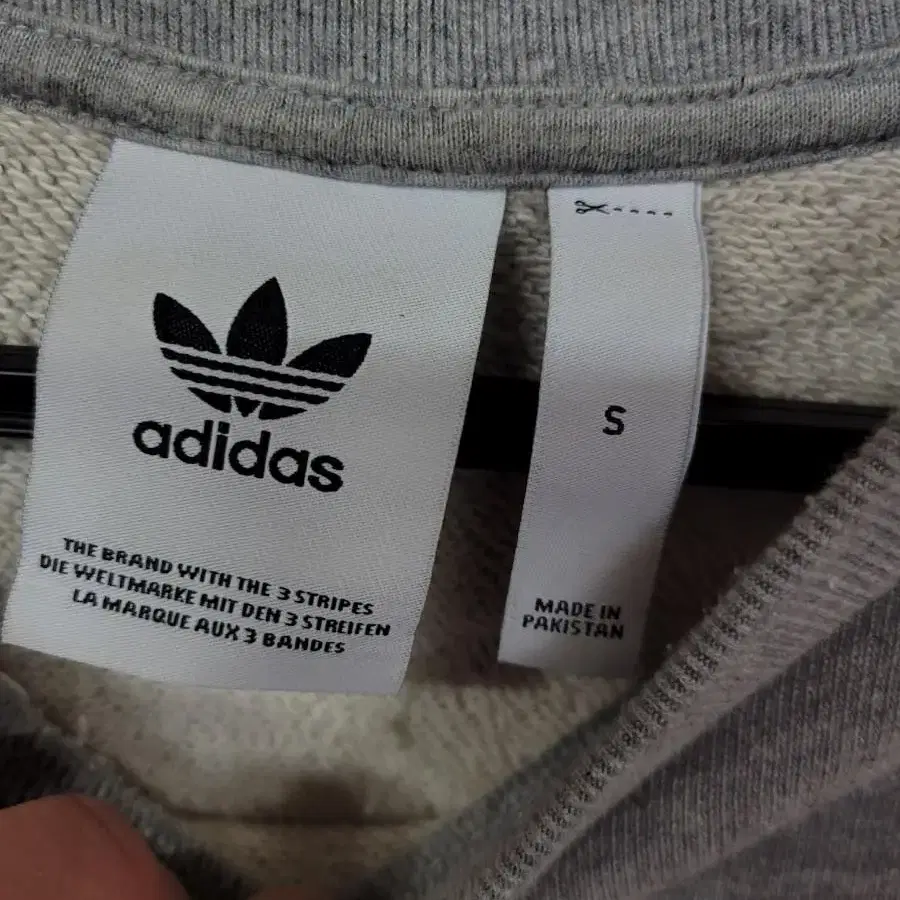 adidas
THE BRAND WITH THE 3 STRIPES
DIE WELTMARKE MIT DEN 3 STREIFEN
LA MARQUE AUX 3 BANDES
S
MADE IN
PAKISTAN